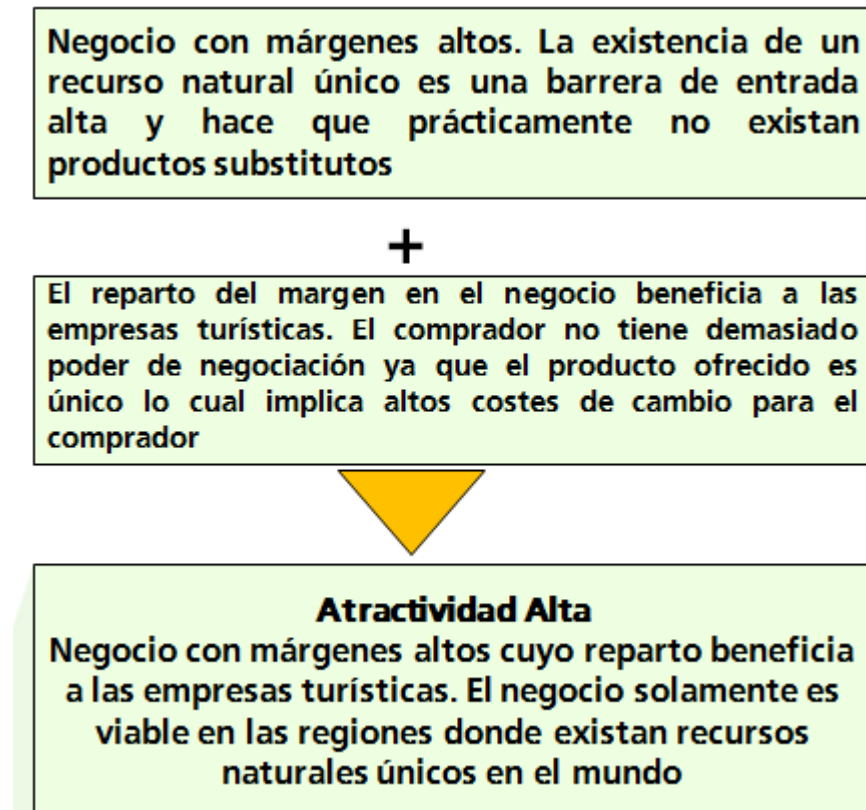 Negocio con márgenes altos. La existencia de un
recurso natural único es una barrera de entrada
alta y hace que prácticamente no existan
productos substitutos
+
El reparto del margen en el negocio beneficia a las
empresas turísticas. El comprador no tiene demasiado
poder de negociación ya que el producto ofrecido es
único lo cual implica altos costes de cambio para el
comprador
Atractividad Alta
Negocio con márgenes altos cuyo reparto beneficia
a las empresas turísticas. El negocio solamente es
viable en las regiones donde existan recursos
naturales únicos en el mundo